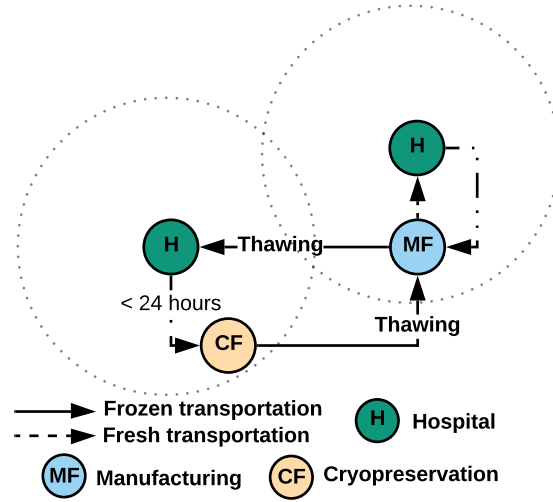 H
H
Thawing
MF
< 24 hours
Thawing
CF
Frozen transportation
H
Hospital
Fresh transportation
MF
Manufacturing
CF
Cryopreservation